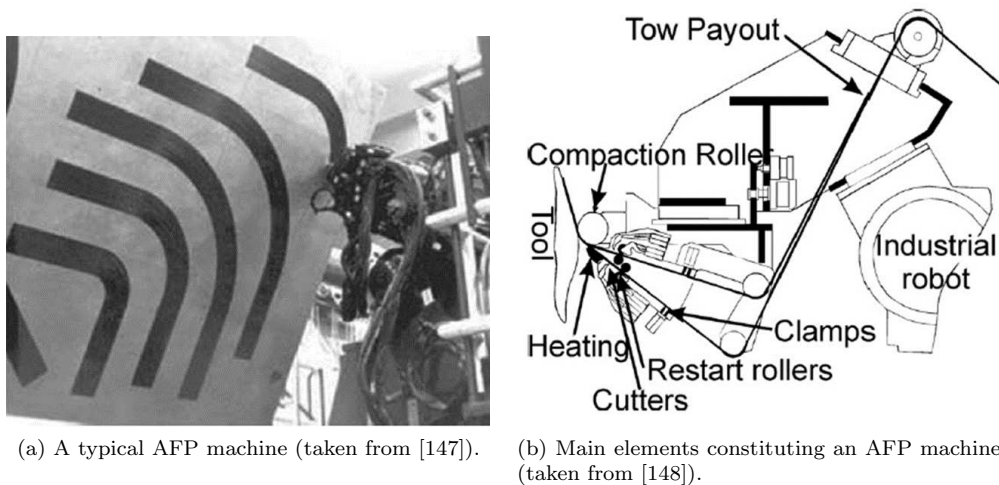 Tow Payout
Compaction Roller
Tool
Industrial
robot
Heating
Clamps
Restart rollers
Cutters
(a) A typical AFP machine (taken from [147]).
(b) Main elements constituting an AFP machine
(taken from [148]).